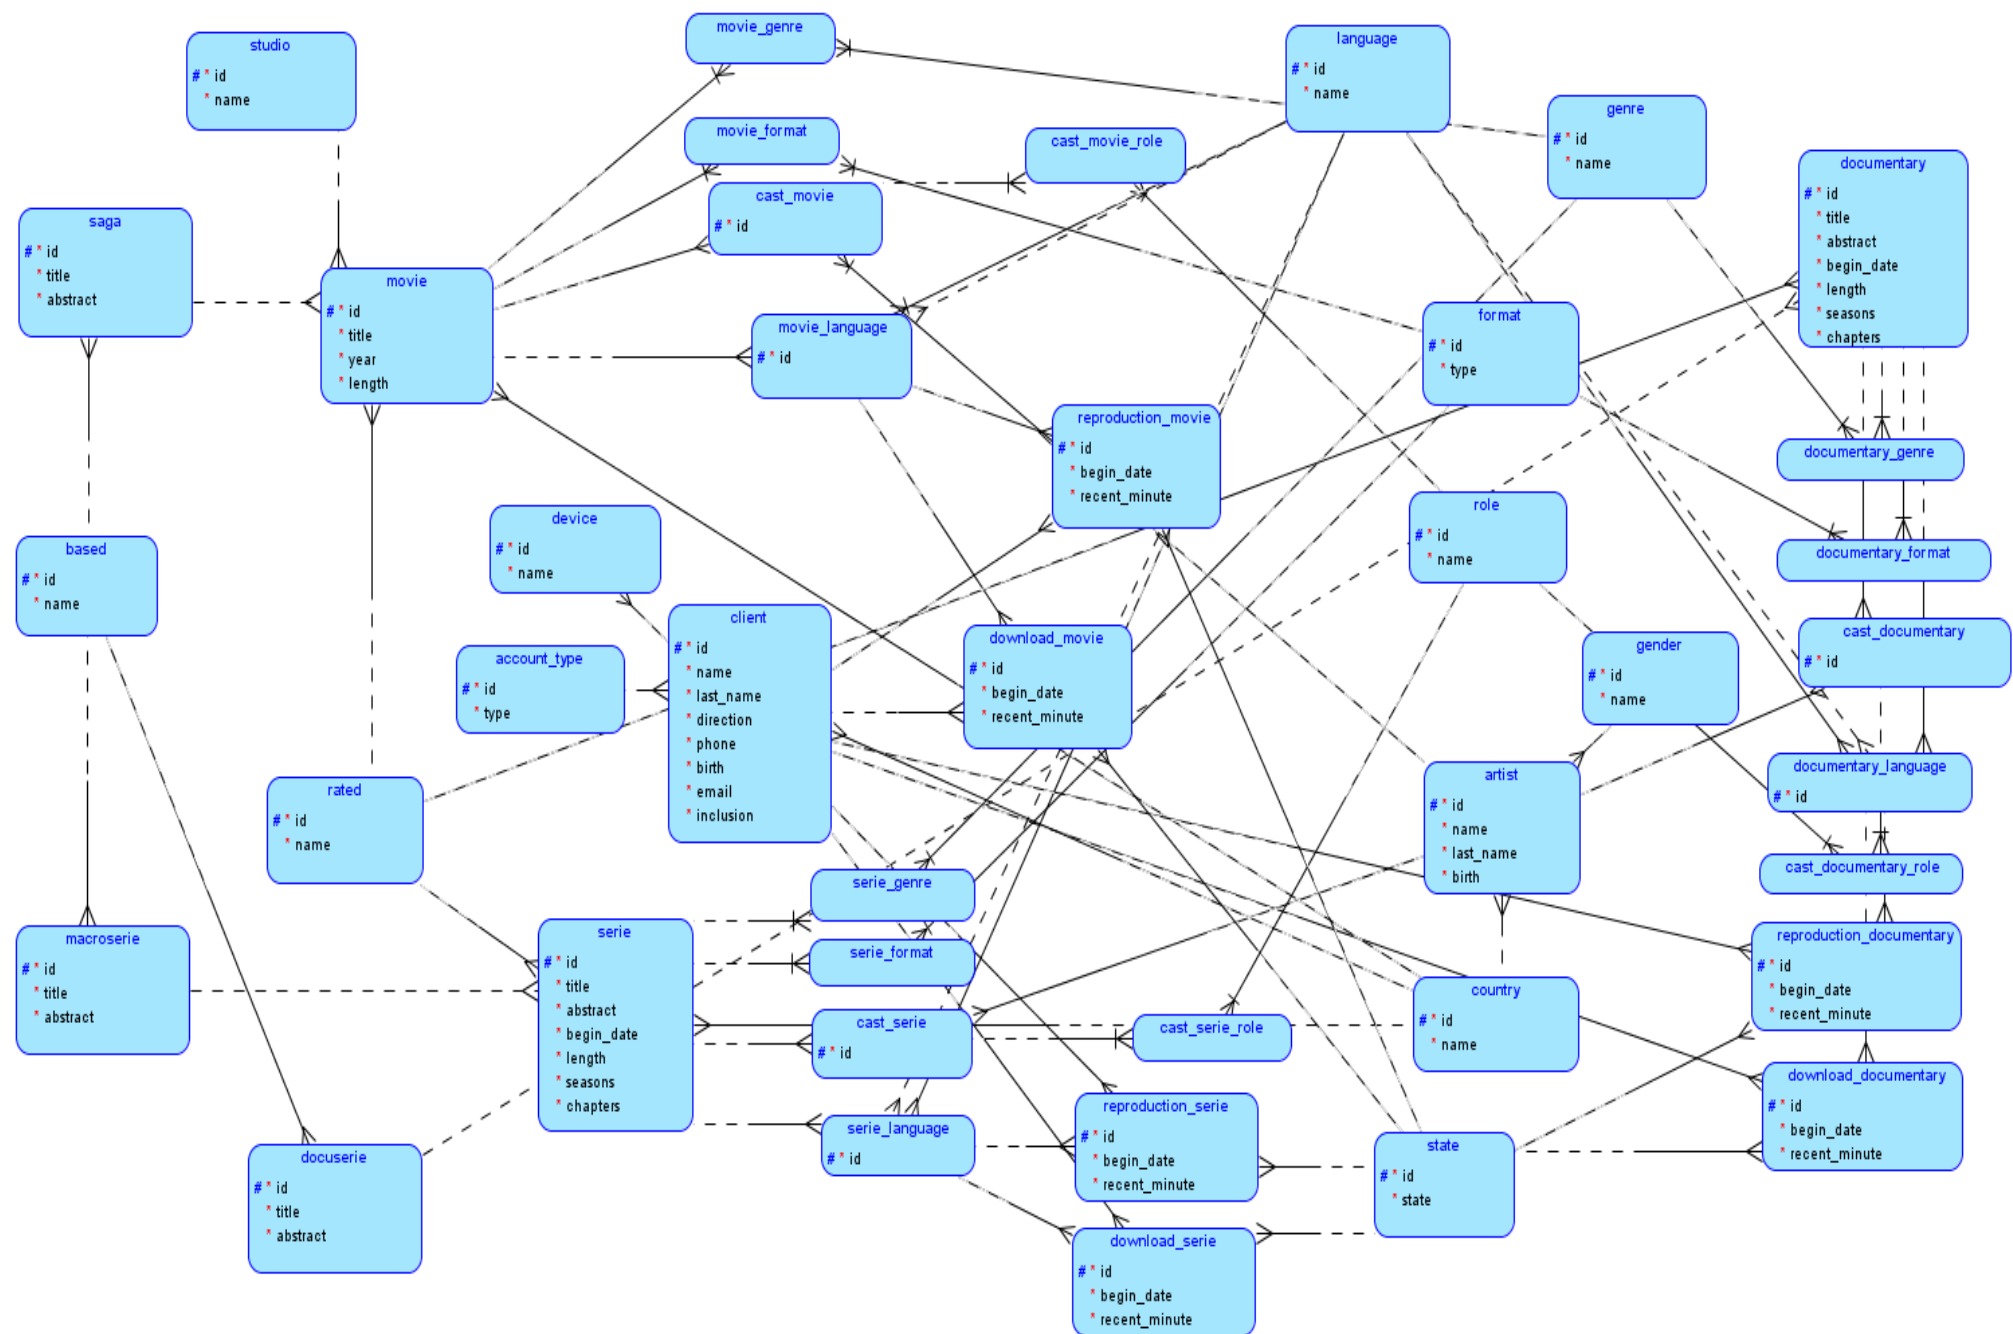 studio
# * id
* name
movie_genre
language
# * id
* name
genre
# * id
* name
movie_format
cast_movie_role
documentary
# * id
* title
* abstract
* begin_date
* length
* seasons
* chapters
cast_movie
# * id
saga
# * id
* title
* abstract
movie
# * id
* title
* year
* length
movie_language
# * id
format
# * id
* type
reproduction_movie
# * id
* begin_date
* recent_minute
documentary_genre
device
# * id
* name
role
# * id
* name
based
# * id
* name
documentary_format
client
# * id
* name
* last_name
* direction
* phone
* birth
* email
* inclusion
download_movie
# * id
* begin_date
* recent_minute
cast_documentary
# * id
account_type
# * id
* type
gender
# * id
* name
documentary_language
# * id
artist
# * id
* name
* last_name
* birth
rated
# * id
* name
cast_documentary_role
serie_genre
macroserie
# * id
* title
* abstract
serie
# * id
* title
* abstract
* begin_date
* length
* seasons
* chapters
serie_format
reproduction_documentary
# * id
* begin_date
* recent_minute
country
# * id
* name
cast_serie
# * id
cast_serie_role
download_documentary
# * id
* begin_date
* recent_minute
reproduction_serie
# * id
* begin_date
* recent_minute
serie_language
# * id
state
# * id
* state
docuserie
# * id
* title
* abstract
download_serie
# * id
* begin_date
* recent_minute